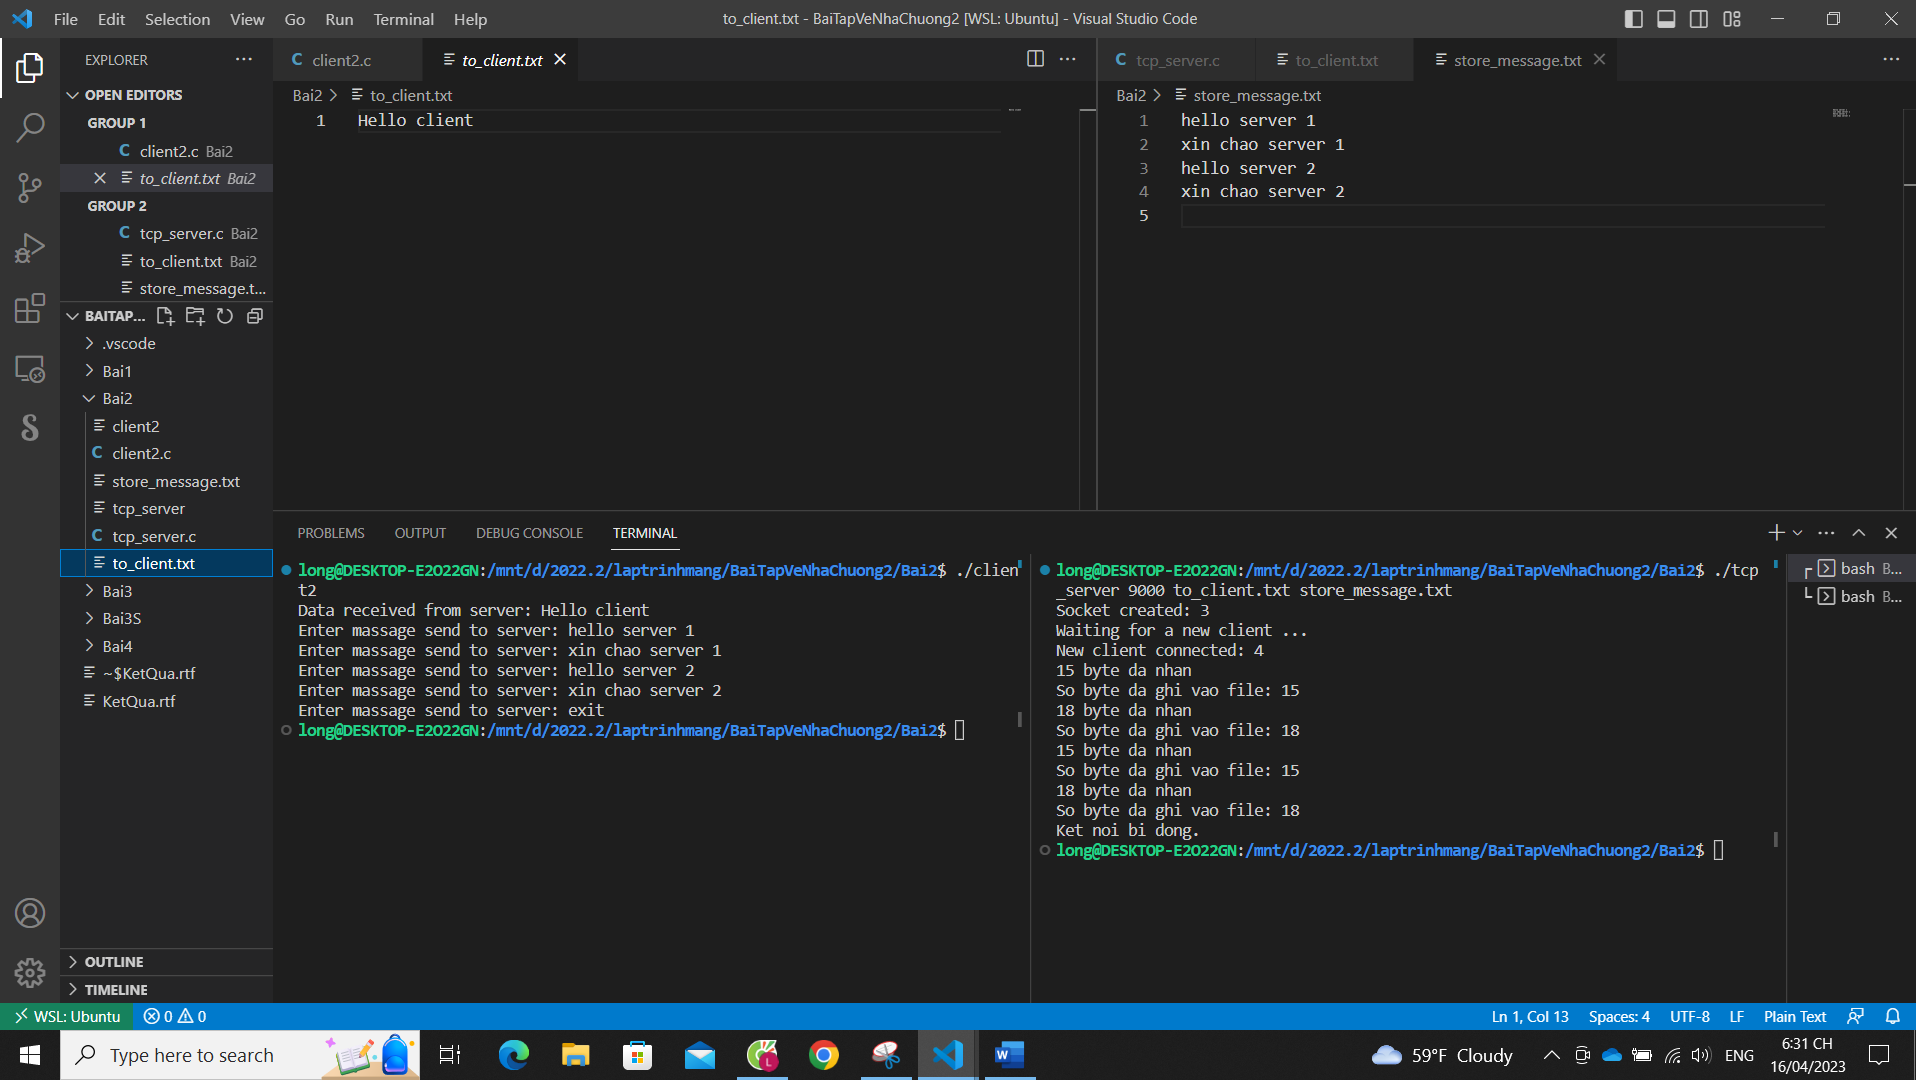 File Edit Selection View Go Run Terminal Help
to_client.txt - BaiTapVeNhaChuong2 [WSL: Ubuntu] - Visual Studio Code
EXPLORER
OPEN EDITORS
GROUP 1
client2.c Bai2
to_client.txt Bai2
GROUP 2
tcp_server.c Bai2
to_client.txt Bai2
store_message.t...
BAITAP...
.vscode
Bai1
Bai2
client2
client2.c
store_message.txt
tcp_server
tcp_server.c
to_client.txt
Bai3
Bai3S
Bai4
~$KetQua.rtf
KetQua.rtf
OUTLINE
TIMELINE
client2.c
to_client.txt
Bai2 > to_client.txt
1 Hello client
tcp_server.c
to_client.txt
store_message.txt
Bai2 > store_message.txt
1 hello server 1
2 xin chao server 1
3 hello server 2
4 xin chao server 2
5
PROBLEMS OUTPUT DEBUG CONSOLE TERMINAL
long@DESKTOP-E2O22GN:/mnt/d/2022.2/laptrinhmang/BaiTapVeNhaChuong2/Bai2$ ./clien
t2
Data received from server: Hello client
Enter massage send to server: hello server 1
Enter massage send to server: xin chao server 1
Enter massage send to server: hello server 2
Enter massage send to server: xin chao server 2
Enter massage send to server: exit
long@DESKTOP-E2O22GN:/mnt/d/2022.2/laptrinhmang/BaiTapVeNhaChuong2/Bai2$
long@DESKTOP-E2O22GN:/mnt/d/2022.2/laptrinhmang/BaiTapVeNhaChuong2/Bai2$ ./tcp
_server 9000 to_client.txt store_message.txt
Socket created: 3
Waiting for a new client ...
New client connected: 4
15 byte da nhan
So byte da ghi vao file: 15
18 byte da nhan
So byte da ghi vao file: 18
15 byte da nhan
So byte da ghi vao file: 15
18 byte da nhan
So byte da ghi vao file: 18
Ket noi bi dong.
long@DESKTOP-E2O22GN:/mnt/d/2022.2/laptrinhmang/BaiTapVeNhaChuong2/Bai2$
bash B...
bash B...
WSL: Ubuntu 0 0
Ln 1, Col 13 Spaces: 4 UTF-8 LF Plain Text
Type here to search
59°F Cloudy
ENG
6:31 CH
16/04/2023